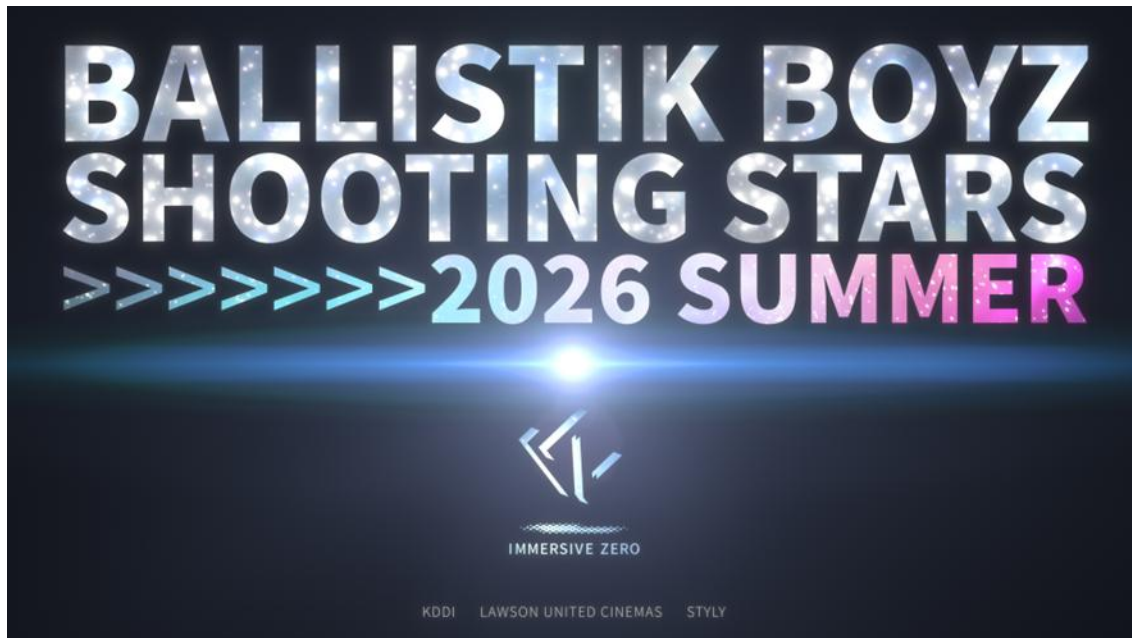 BALLISTIK BOYZ
SHOOTING STARS
>>>>>>>2026 SUMMER
IMMERSIVE ZERO
KDDI LAWSON UNITED CINEMAS STYLY